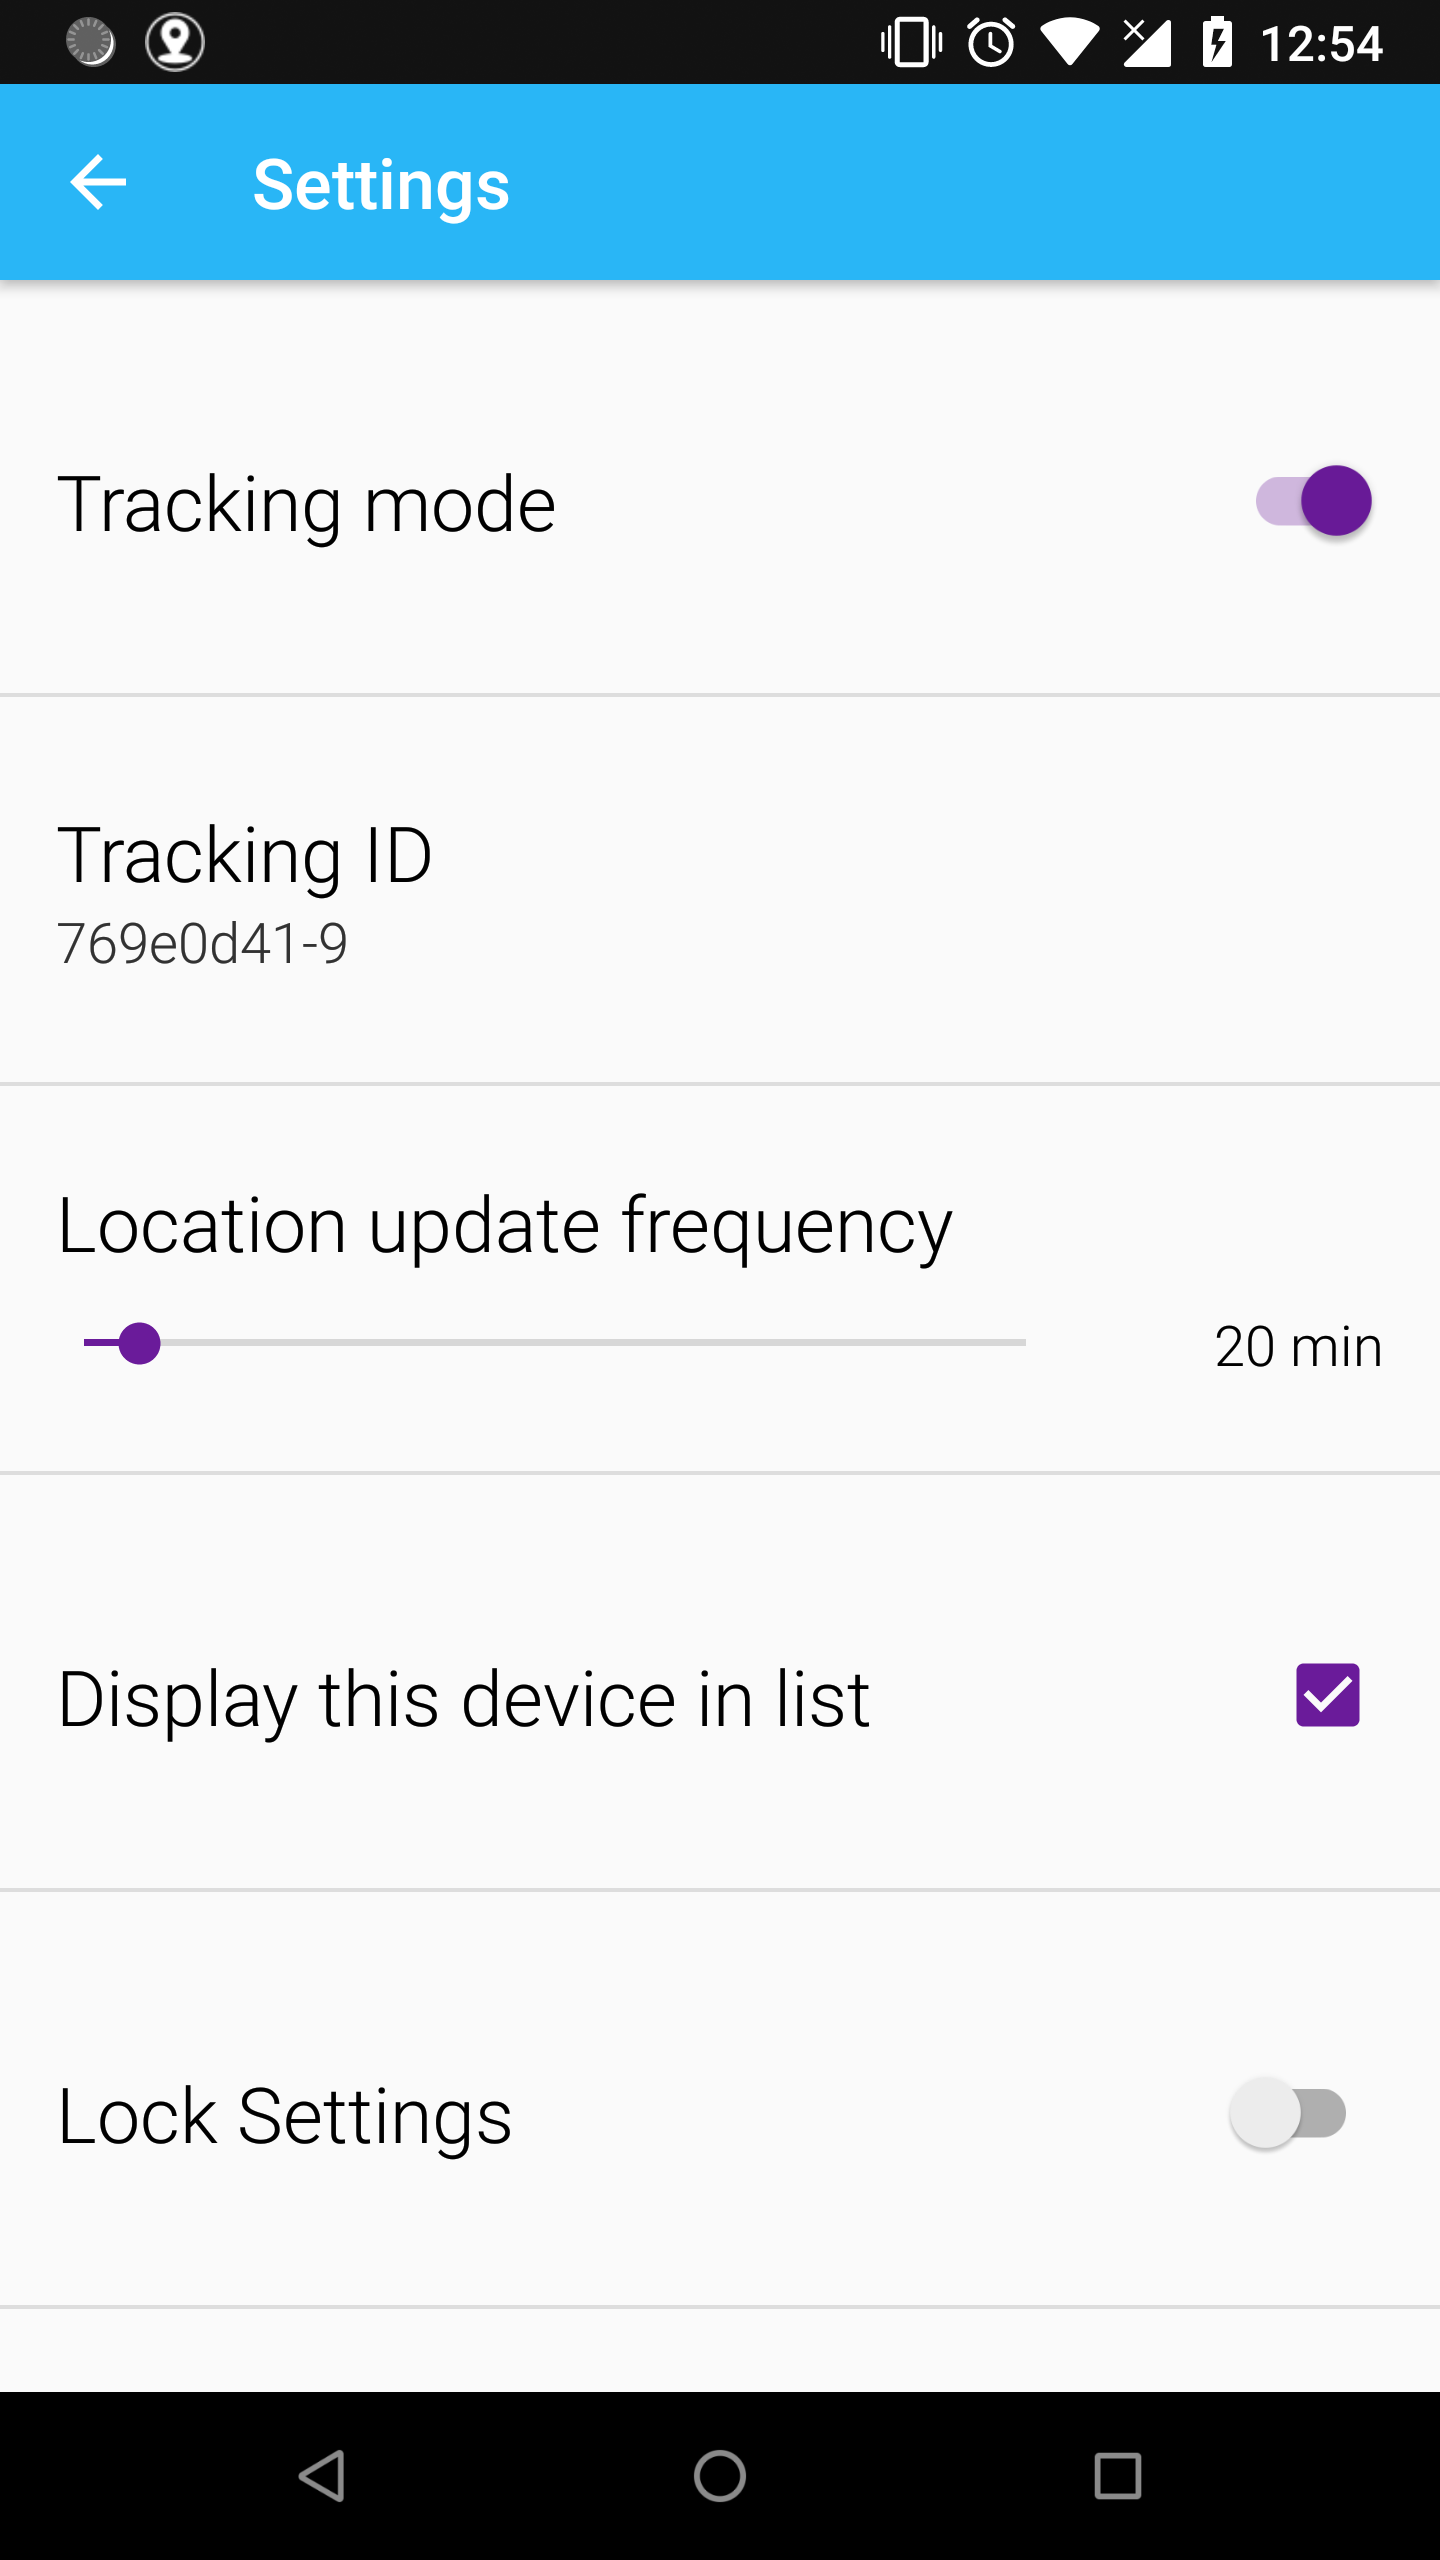 12:54
Settings
Tracking mode
Tracking ID
769e0d41-9
Location update frequency
20 min
Display this device in list
Lock Settings